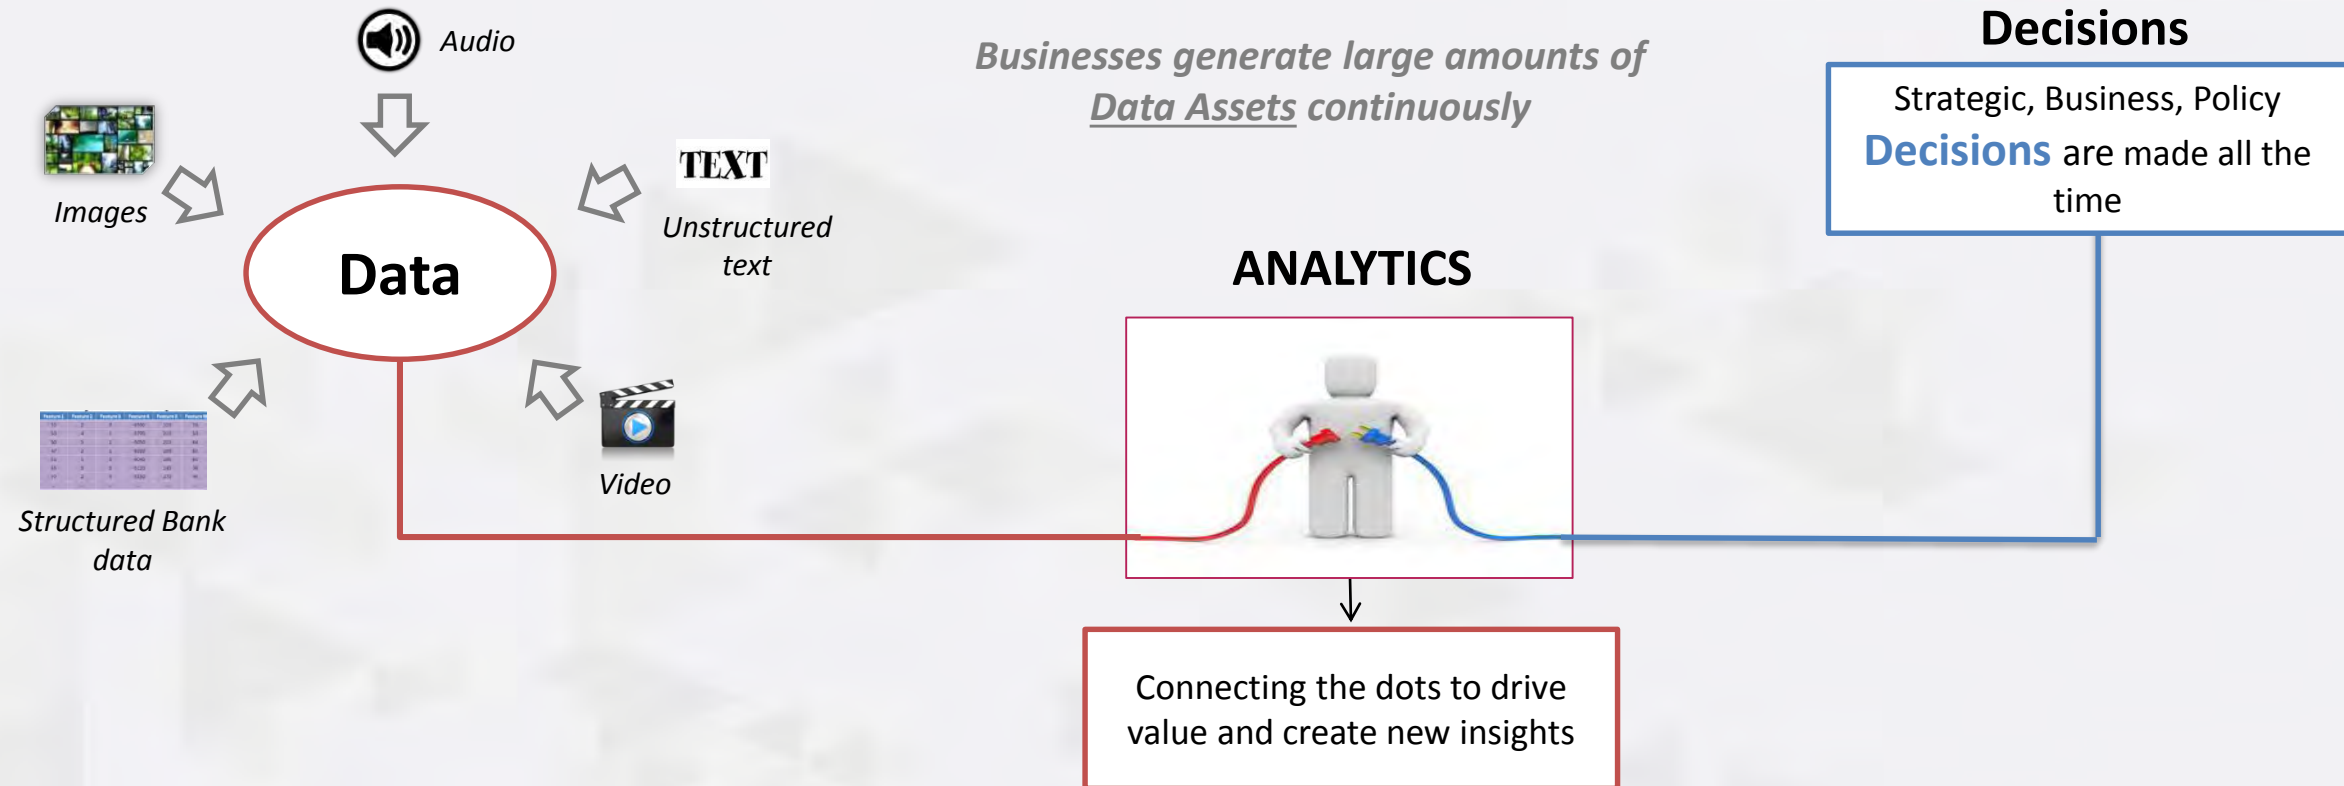 Audio
Images
TEXT
Unstructured
text
Data
Structured Bank
data
Video
Businesses generate large amounts of
Data Assets continuously
ANALYTICS
Connecting the dots to drive
value and create new insights
Decisions
Strategic, Business, Policy
Decisions are made all the
time